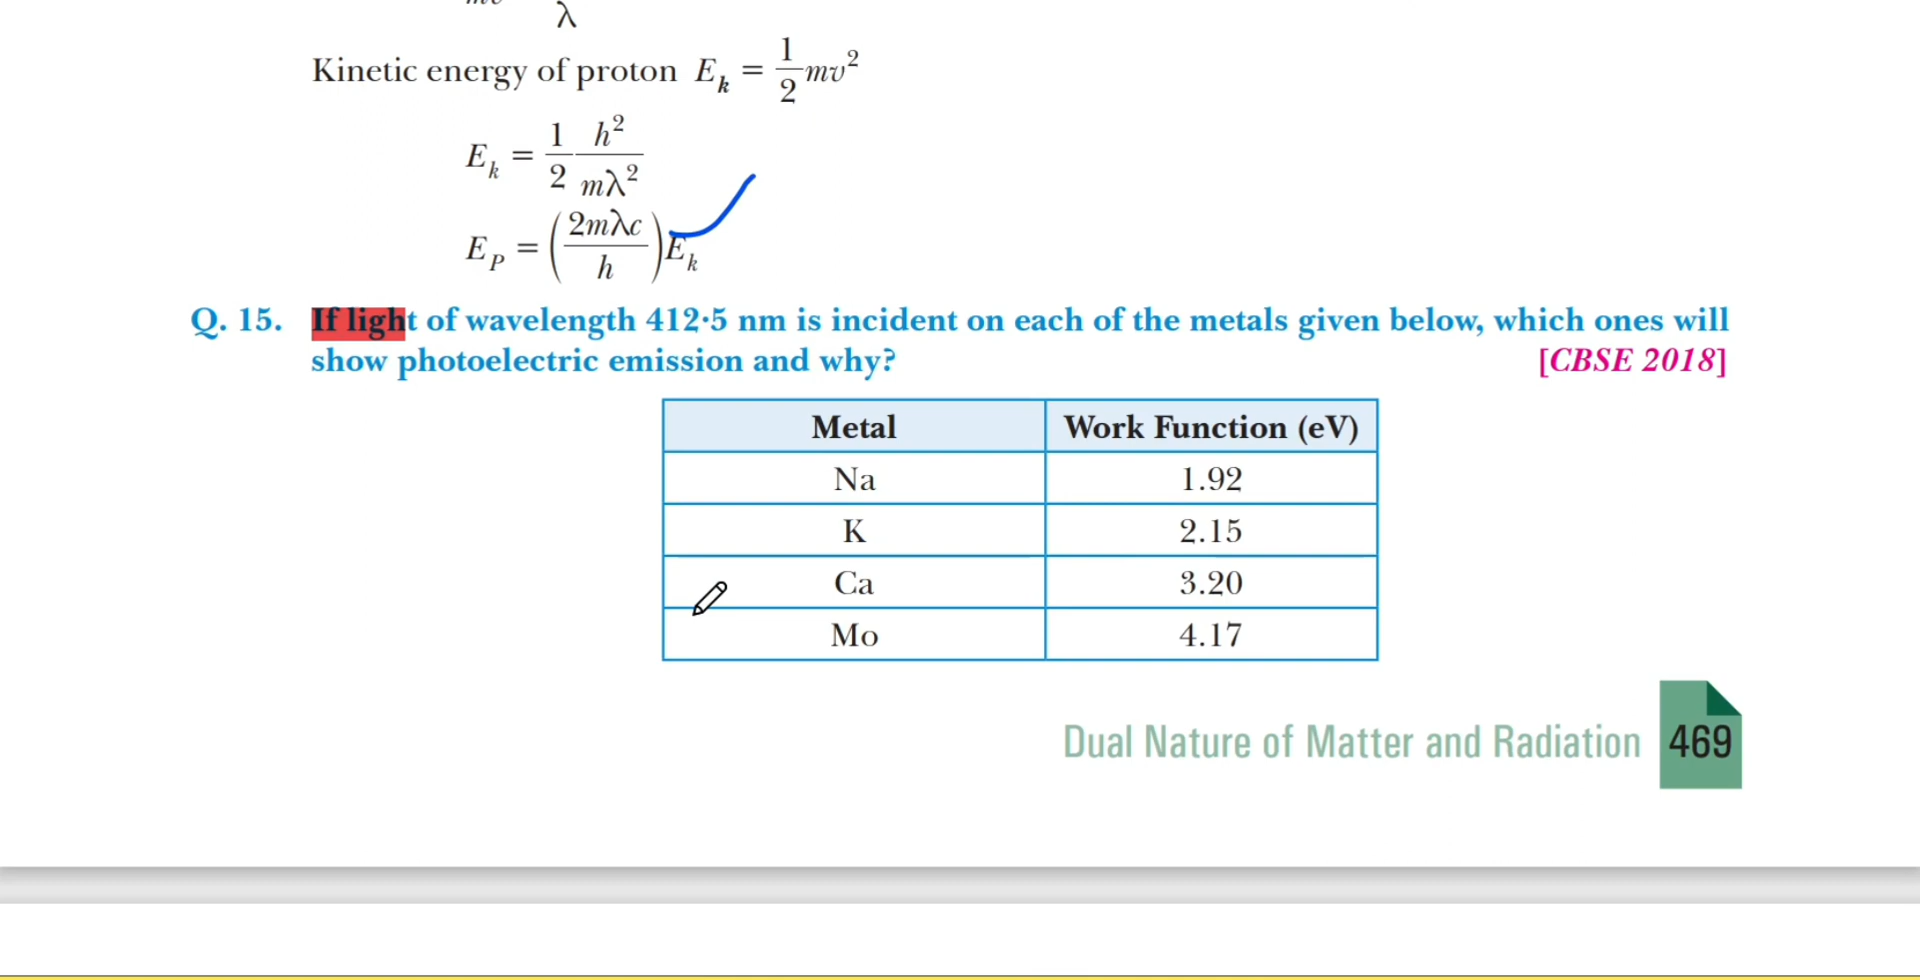 λ
Kinetic energy of proton E_k = 1/2 mv²
E_k = 1/2 h²/mλ²
E_P = (2mλc/h)E_k
Q. 15. If light of wavelength 412·5 nm is incident on each of the metals given below, which ones will
show photoelectric emission and why? [CBSE 2018]
Metal Work Function (eV)
Na 1.92
K 2.15
Ca 3.20
Mo 4.17
Dual Nature of Matter and Radiation 469